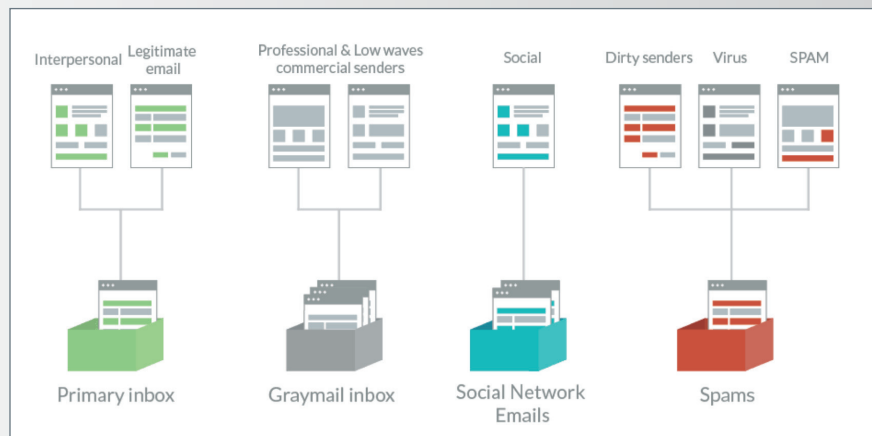 Interpersonal
Legitimate
email
Professional & Low waves
commercial senders
Social
Dirty senders
Virus
SPAM
Primary inbox
Graymail inbox
Social Network
Emails
Spams